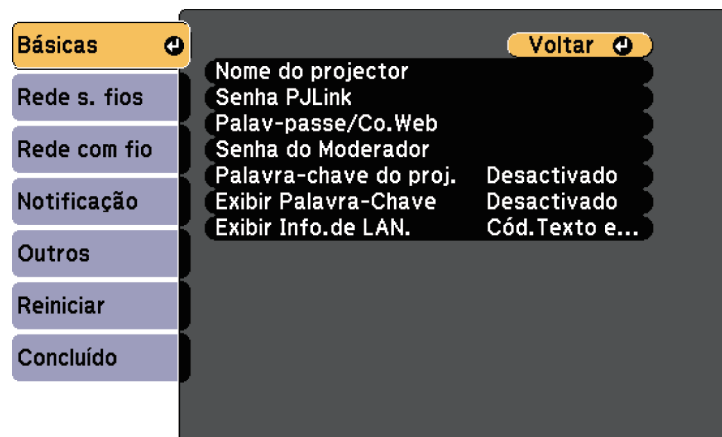 Básicas
Rede s. fios
Rede com fio
Notificação
Outros
Reiniciar
Concluído
Voltar
Nome do projector
Senha PJLink
Palav-passe/Co.Web
Senha do Moderador
Palavra-chave do proj. Desactivado
Exibir Palavra-Chave Desactivado
Exibir Info.de LAN. Cód.Texto e...